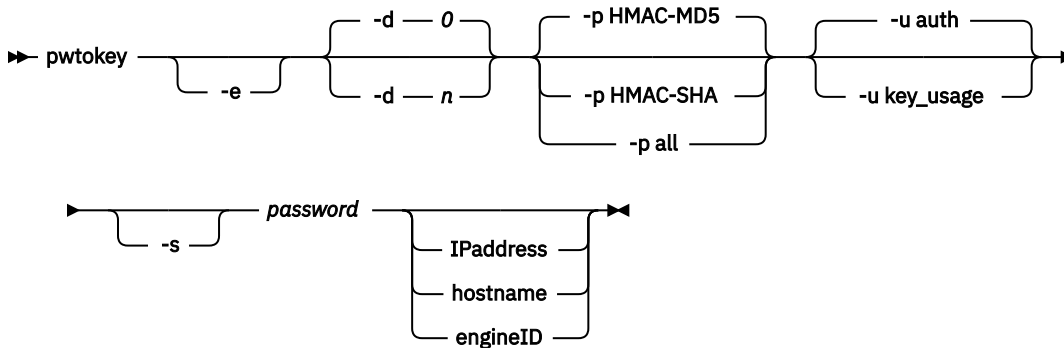 -d 0 -p HMAC-MD5 -u auth
pwtokey
-e -d n -p HMAC-SHA -u key_usage
-p all
password
-s
IPaddress
hostname
engineID